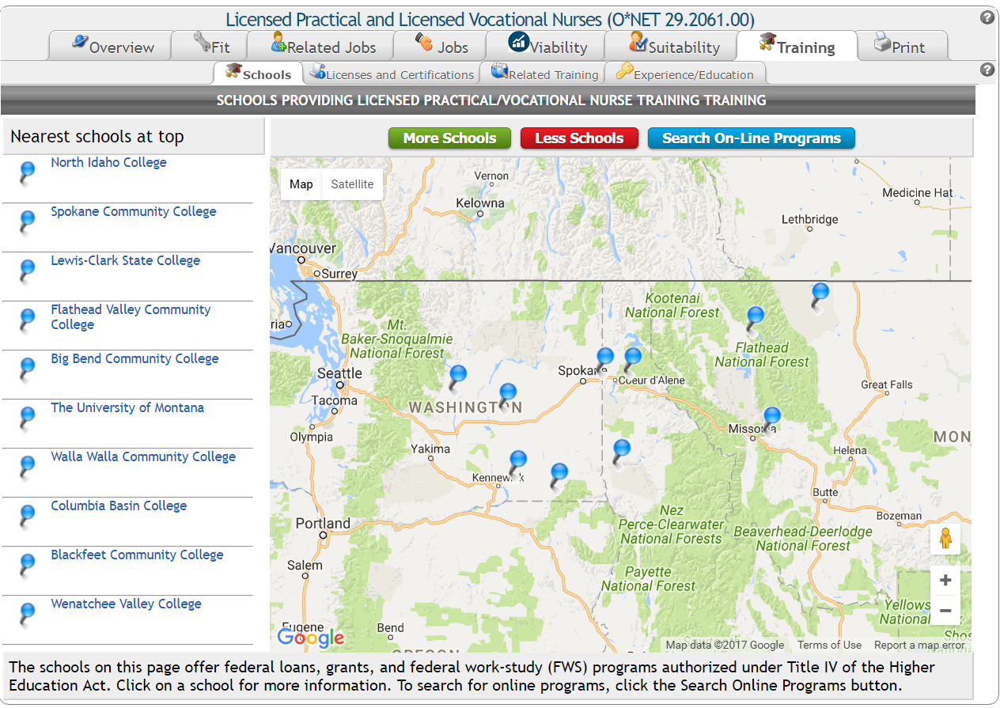 Licensed Practical and Licensed Vocational Nurses (O*NET 29.2061.00)
Overview
Fit
Related Jobs
Jobs
Viability
Suitability
Training
Print
Schools
Licenses and Certifications
Related Training
Experience/Education
SCHOOLS PROVIDING LICENSED PRACTICAL/VOCATIONAL NURSE TRAINING TRAINING
Nearest schools at top
More Schools
Less Schools
Search On-Line Programs
North Idaho College
Spokane Community College
Lewis-Clark State College
Flathead Valley Community
College
Big Bend Community College
The University of Montana
Walla Walla Community College
Columbia Basin College
Blackfeet Community College
Wenatchee Valley College
Map
Satellite
Vernon
Kelowna
Medicine Hat
Lethbridge
Vancouver
Surrey
Kootenai
National Forest
Mt.
Baker-Snoqualmie
National Forest
Flathead
National Forest
Seattle
Spokane
Coeur d'Alene
Great Falls
Tacoma
WASHINGTON
Olympia
Missoula
MON
Yakima
Helena
Butte
Nez
Perce-Clearwater
National Forests
Bozeman
Portland
Beaverhead-Deerlodge
National Forest
Salem
Payette
National Forest
Eugene
Bend
OREGON
Google
Map data ©2017 Google
Terms of Use
Report a map error
The schools on this page offer federal loans, grants, and federal work-study (FWS) programs authorized under Title IV of the Higher
Education Act. Click on a school for more information. To search for online programs, click the Search Online Programs button.